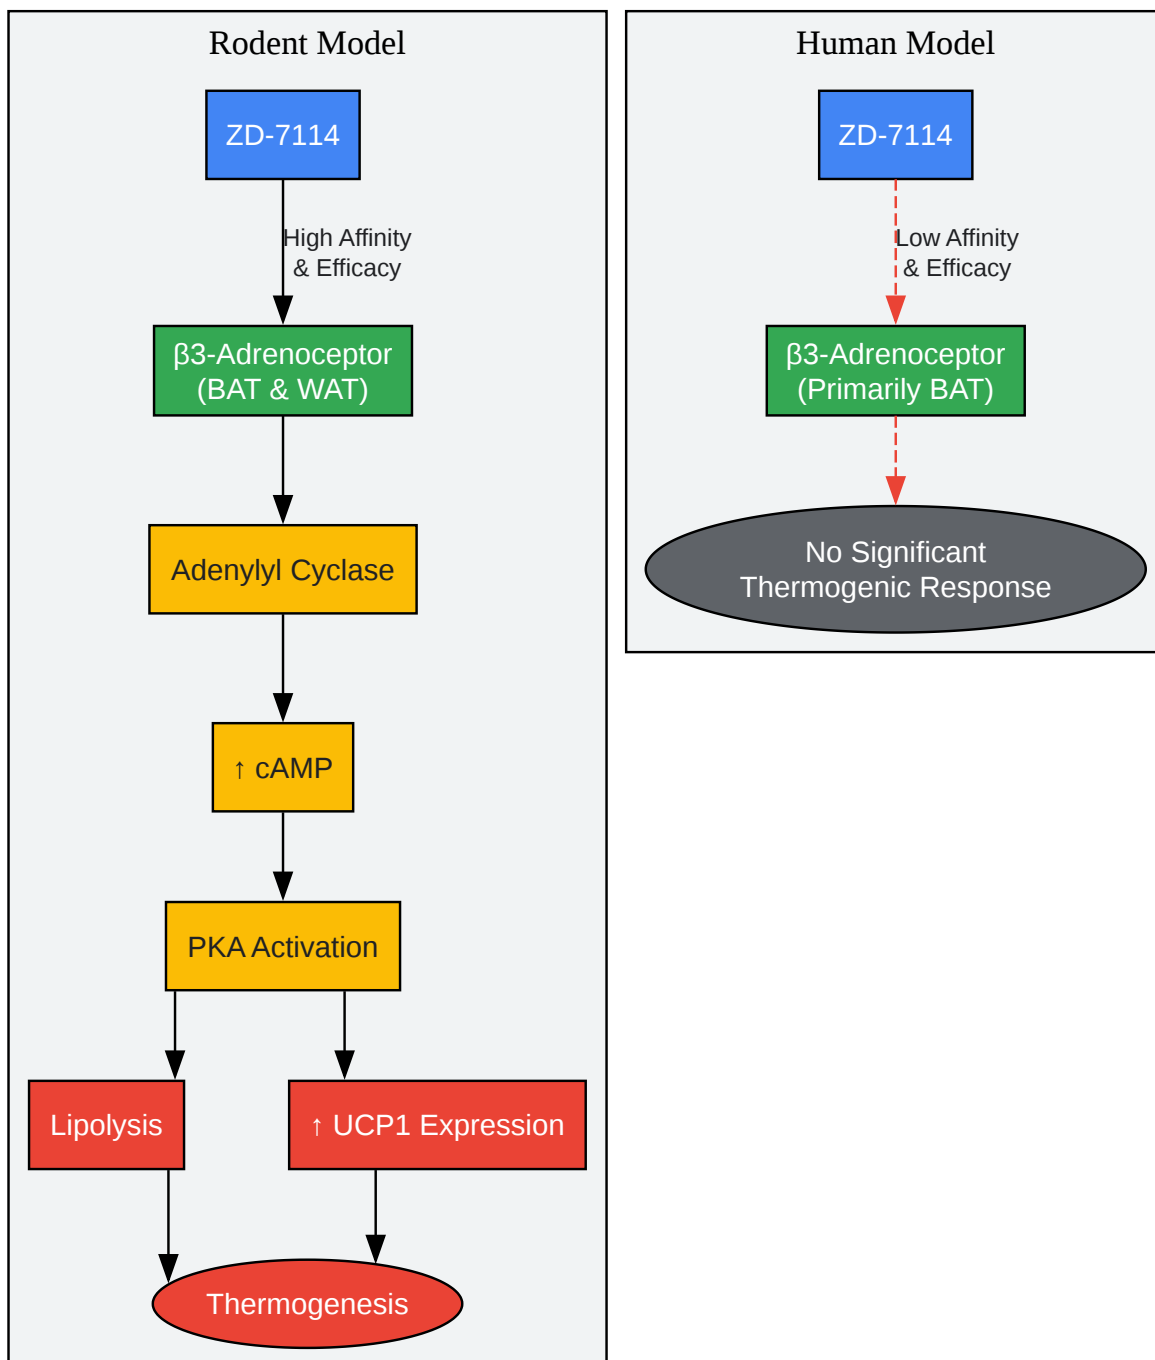 Rodent Model
ZD-7114
High Affinity
& Efficacy
β3-Adrenoceptor
(BAT & WAT)
Adenylyl Cyclase
↑ cAMP
PKA Activation
Lipolysis
↑ UCP1 Expression
Thermogenesis
Human Model
ZD-7114
Low Affinity
& Efficacy
β3-Adrenoceptor
(Primarily BAT)
No Significant
Thermogenic Response